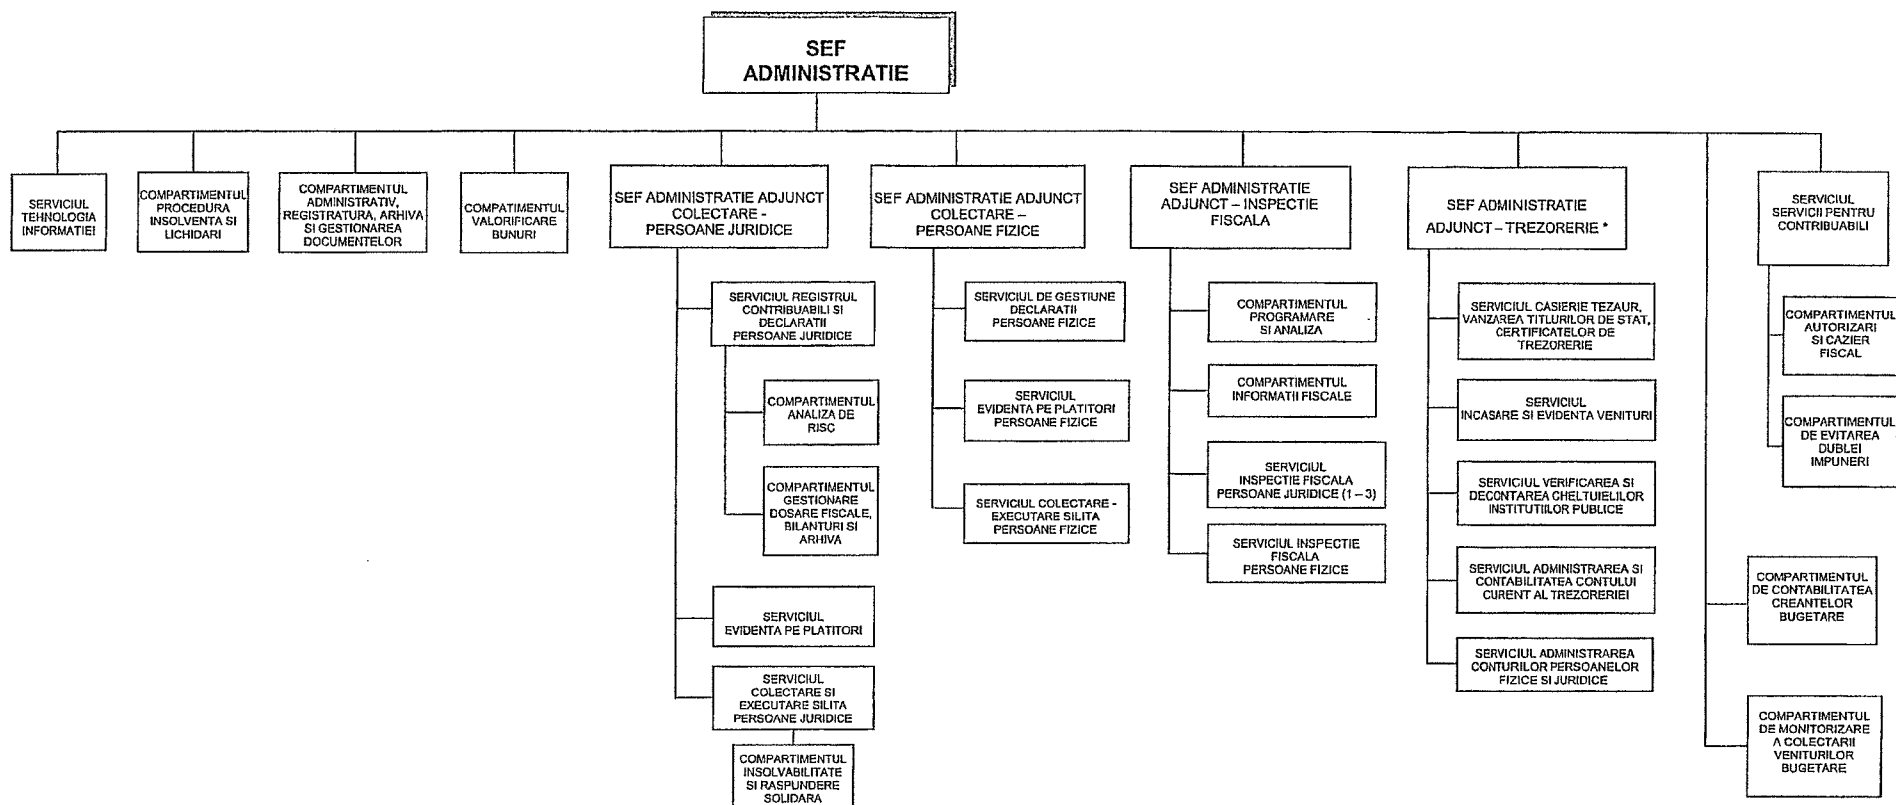 SEF
ADMINISTRATIE
SERVICIUL
TEHNOLOGIA
INFORMATIEI
COMPARTIMENTUL
PROCEDURA
INSOLVENTA SI
LICHIDARI
COMPARTIMENTUL
ADMINISTRATIV,
REGISTRATURA, ARHIVA
SI GESTIONAREA
DOCUMENTELOR
COMPATIMENTUL
VALORIFICARE
BUNURI
SEF ADMINISTRATIE ADJUNCT
COLECTARE -
PERSOANE JURIDICE
SEF ADMINISTRATIE ADJUNCT
COLECTARE –
PERSOANE FIZICE
SEF ADMINISTRATIE
ADJUNCT – INSPECTIE
FISCALA
SEF ADMINISTRATIE
ADJUNCT – TREZORERIE *
SERVICIUL
SERVICII PENTRU
CONTRIBUABILI
SERVICIUL REGISTRUL
CONTRIBUABILI SI
DECLARATII
PERSOANE JURIDICE
COMPARTIMENTUL
ANALIZA DE
RISC
COMPARTIMENTUL
GESTIONARE
DOSARE FISCALE,
BILANTURI SI
ARHIVA
SERVICIUL
EVIDENTA PE PLATITORI
SERVICIUL
COLECTARE SI
EXECUTARE SILITA
PERSOANE JURIDICE
COMPARTIMENTUL
INSOLVABILITATE
SI RASPUNDERE
SOLIDARA
SERVICIUL DE GESTIUNE
DECLARATII
PERSOANE FIZICE
SERVICIUL
EVIDENTA PE PLATITORI
PERSOANE FIZICE
SERVICIUL COLECTARE -
EXECUTARE SILITA
PERSOANE FIZICE
COMPARTIMENTUL
PROGRAMARE
SI ANALIZA
COMPARTIMENTUL
INFORMATII FISCALE
SERVICIUL
INSPECTIE FISCALA
PERSOANE JURIDICE (1 – 3)
SERVICIUL INSPECTIE
FISCALA
PERSOANE FIZICE
SERVICIUL CASIERIE TEZAUR,
VANZAREA TITLURILOR DE STAT,
CERTIFICATELOR DE
TREZORERIE
SERVICIUL
INCASARE SI EVIDENTA VENITURI
SERVICIUL VERIFICAREA SI
DECONTAREA CHELTUIELILOR
INSTITUTIILOR PUBLICE
SERVICIUL ADMINISTRAREA SI
CONTABILITATEA CONTULUI
CURENT AL TREZORERIEI
SERVICIUL ADMINISTRAREA
CONTURILOR PERSOANELOR
FIZICE SI JURIDICE
COMPARTIMENTUL
AUTORIZARI
SI CAZIER
FISCAL
COMPARTIMENTUL
DE EVITAREA
DUBLEI
IMPUNERI
COMPARTIMENTUL
DE CONTABILITATEA
CREANTELOR
BUGETARE
COMPARTIMENTUL
DE MONITORIZARE
A COLECTARII
VENITURILOR
BUGETARE